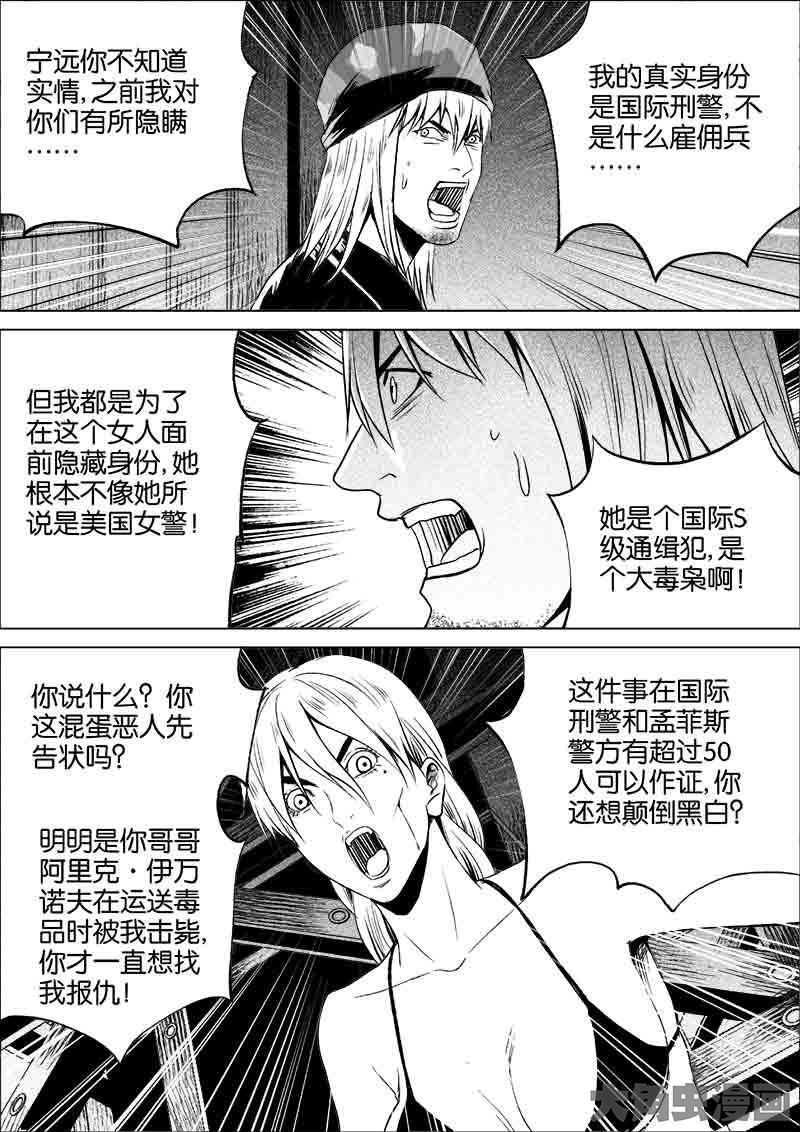 宁远你不知道
实情,之前我对
你们有所隐瞒
……
我的真实身份
是国际刑警,不
是什么雇佣兵
……
但我都是为了
在这个女人面
前隐藏身份,她
根本不像她所
说是美国女警!
她是个国际S
级通缉犯,是
个大毒枭啊!
你说什么?你
这混蛋恶人先
告状吗?
明明是你哥哥
阿里克·伊万
诺夫在运送毒
品时被我击毙,
你才一直想找
我报仇!
这件事在国际
刑警和孟菲斯
警方有超过50
人可以作证,你
还想颠倒黑白?
大角虫漫画